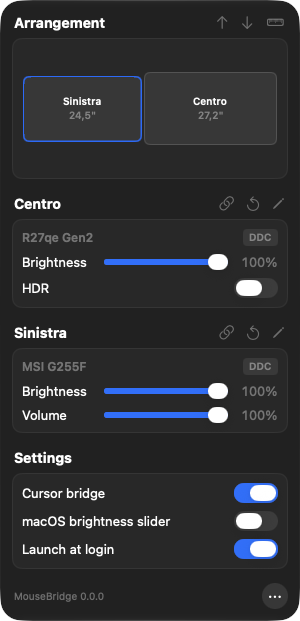 Arrangement
Sinistra
24,5"
Centro
27,2"
Centro
R27qe Gen2 DDC
Brightness 100%
HDR
Sinistra
MSI G255F DDC
Brightness 100%
Volume 100%
Settings
Cursor bridge
macOS brightness slider
Launch at login
MouseBridge 0.0.0